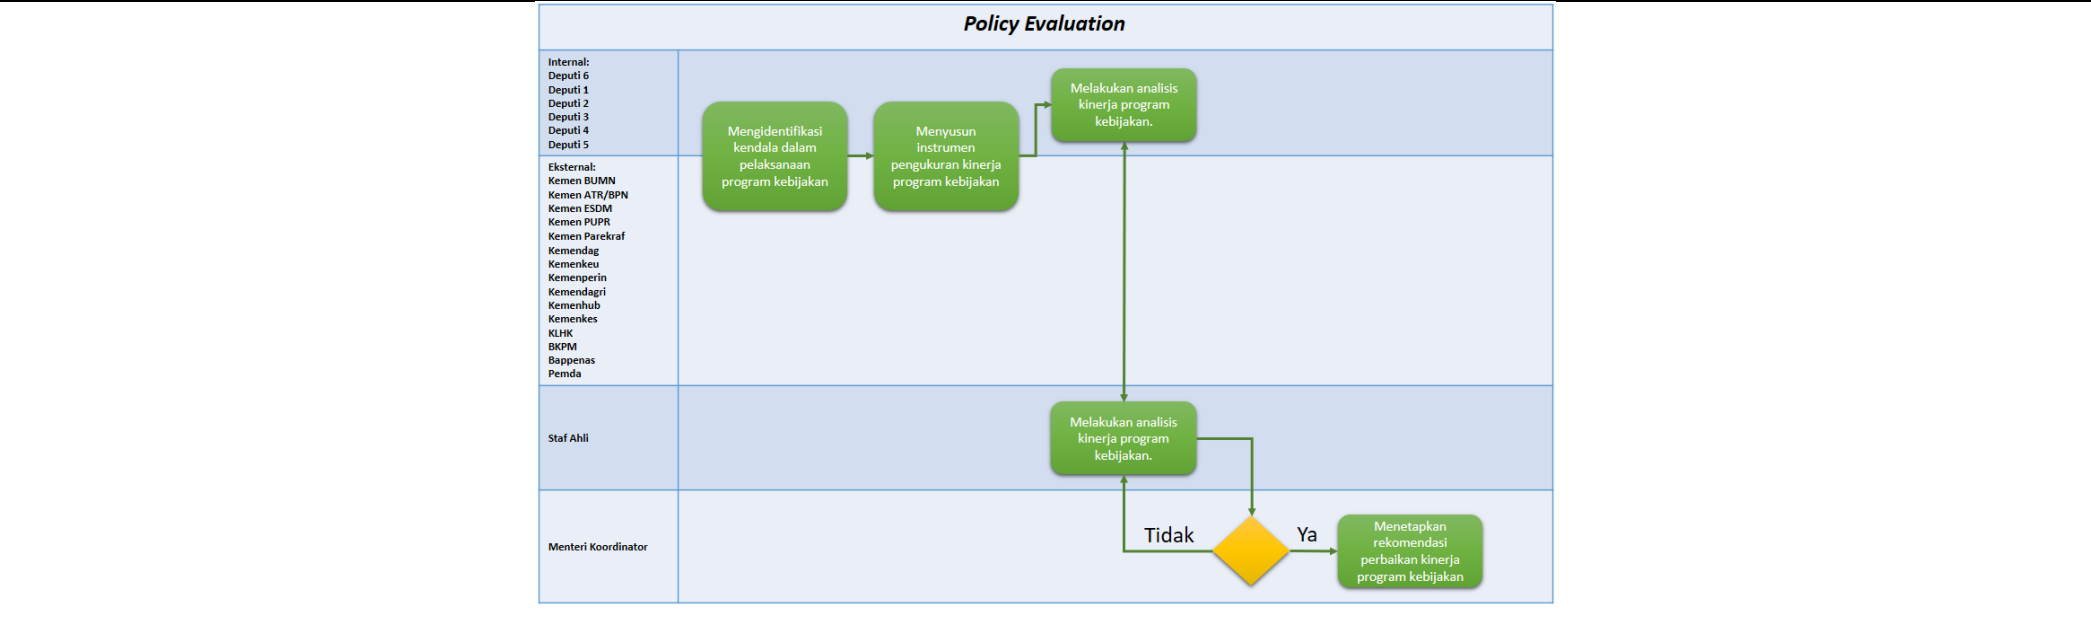 Policy Evaluation
Internal:
Deputi 6
Deputi 1
Deputi 2
Deputi 3
Deputi 4
Deputi 5
Mengidentifikasi
kendala dalam
pelaksanaan
program kebijakan
Menyusun
instrumen
pengukuran kinerja
program kebijakan
Melakukan analisis
kinerja program
kebijakan.
Eksternal:
Kemen BUMN
Kemen ATR/BPN
Kemen ESDM
Kemen PUPR
Kemen Parekraf
Kemendag
Kemenkeu
Kemenperin
Kemendagri
Kemenhub
Kemenkes
KLHK
BKPM
Bappenas
Pemda
Staf Ahli
Melakukan analisis
kinerja program
kebijakan.
Menteri Koordinator
Tidak
Ya
Menetapkan
rekomendasi
perbaikan kinerja
program kebijakan